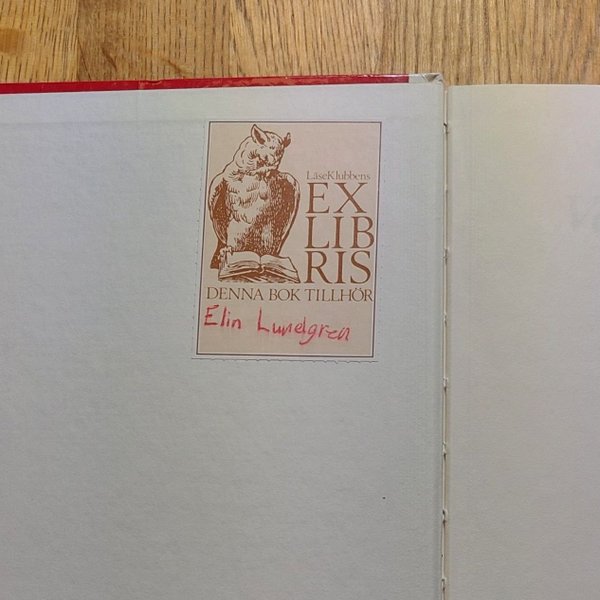 LäseKlubbens
EX
LIB
RIS
DENNA BOK TILLHÖR
Elin Lundgren